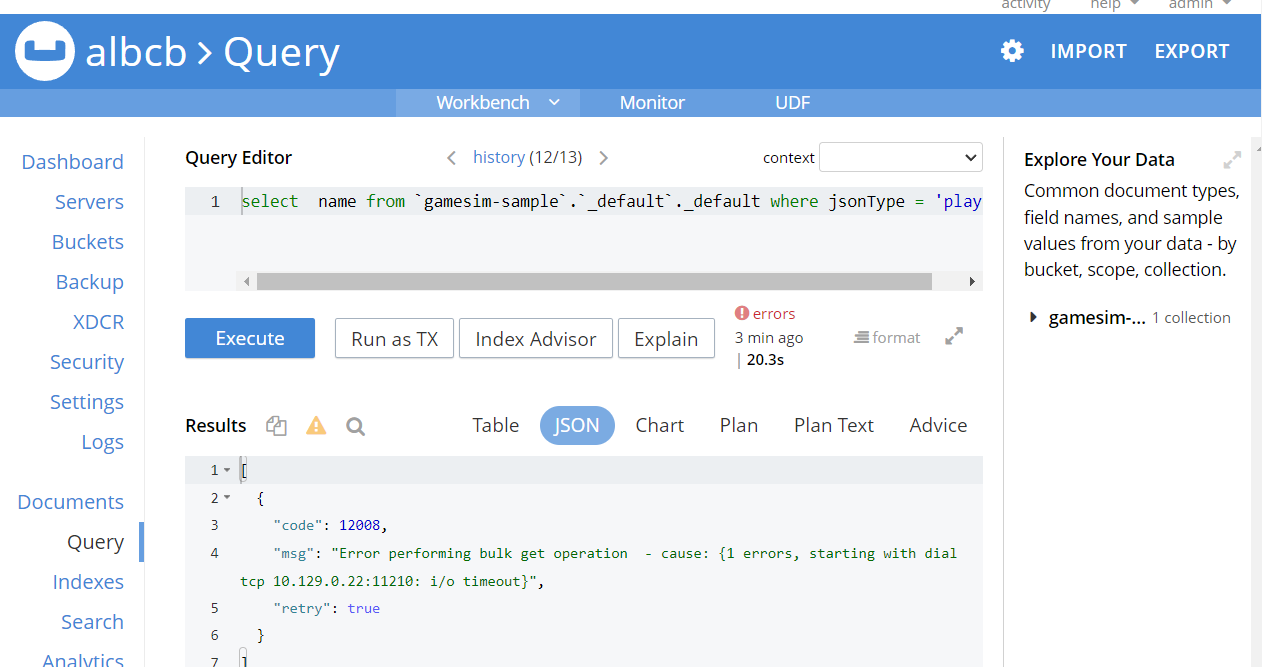 activity help admin
albcb > Query IMPORT EXPORT
Workbench Monitor UDF
Dashboard
Servers
Buckets
Backup
XDCR
Security
Settings
Logs
Documents
Query
Indexes
Search
Analytics
Query Editor < history (12/13) > context
1 select  name from `gamesim-sample`.`_default`._default where jsonType = 'play
Execute Run as TX Index Advisor Explain
errors
3 min ago
| 20.3s
format
Results Table JSON Chart Plan Plan Text Advice
1 [
2 {
3 "code": 12008,
4 "msg": "Error performing bulk get operation  - cause: {1 errors, starting with dial
tcp 10.129.0.22:11210: i/o timeout}",
5 "retry": true
6 }
7 ]
Explore Your Data
Common document types,
field names, and sample
values from your data - by
bucket, scope, collection.
gamesim-... 1 collection